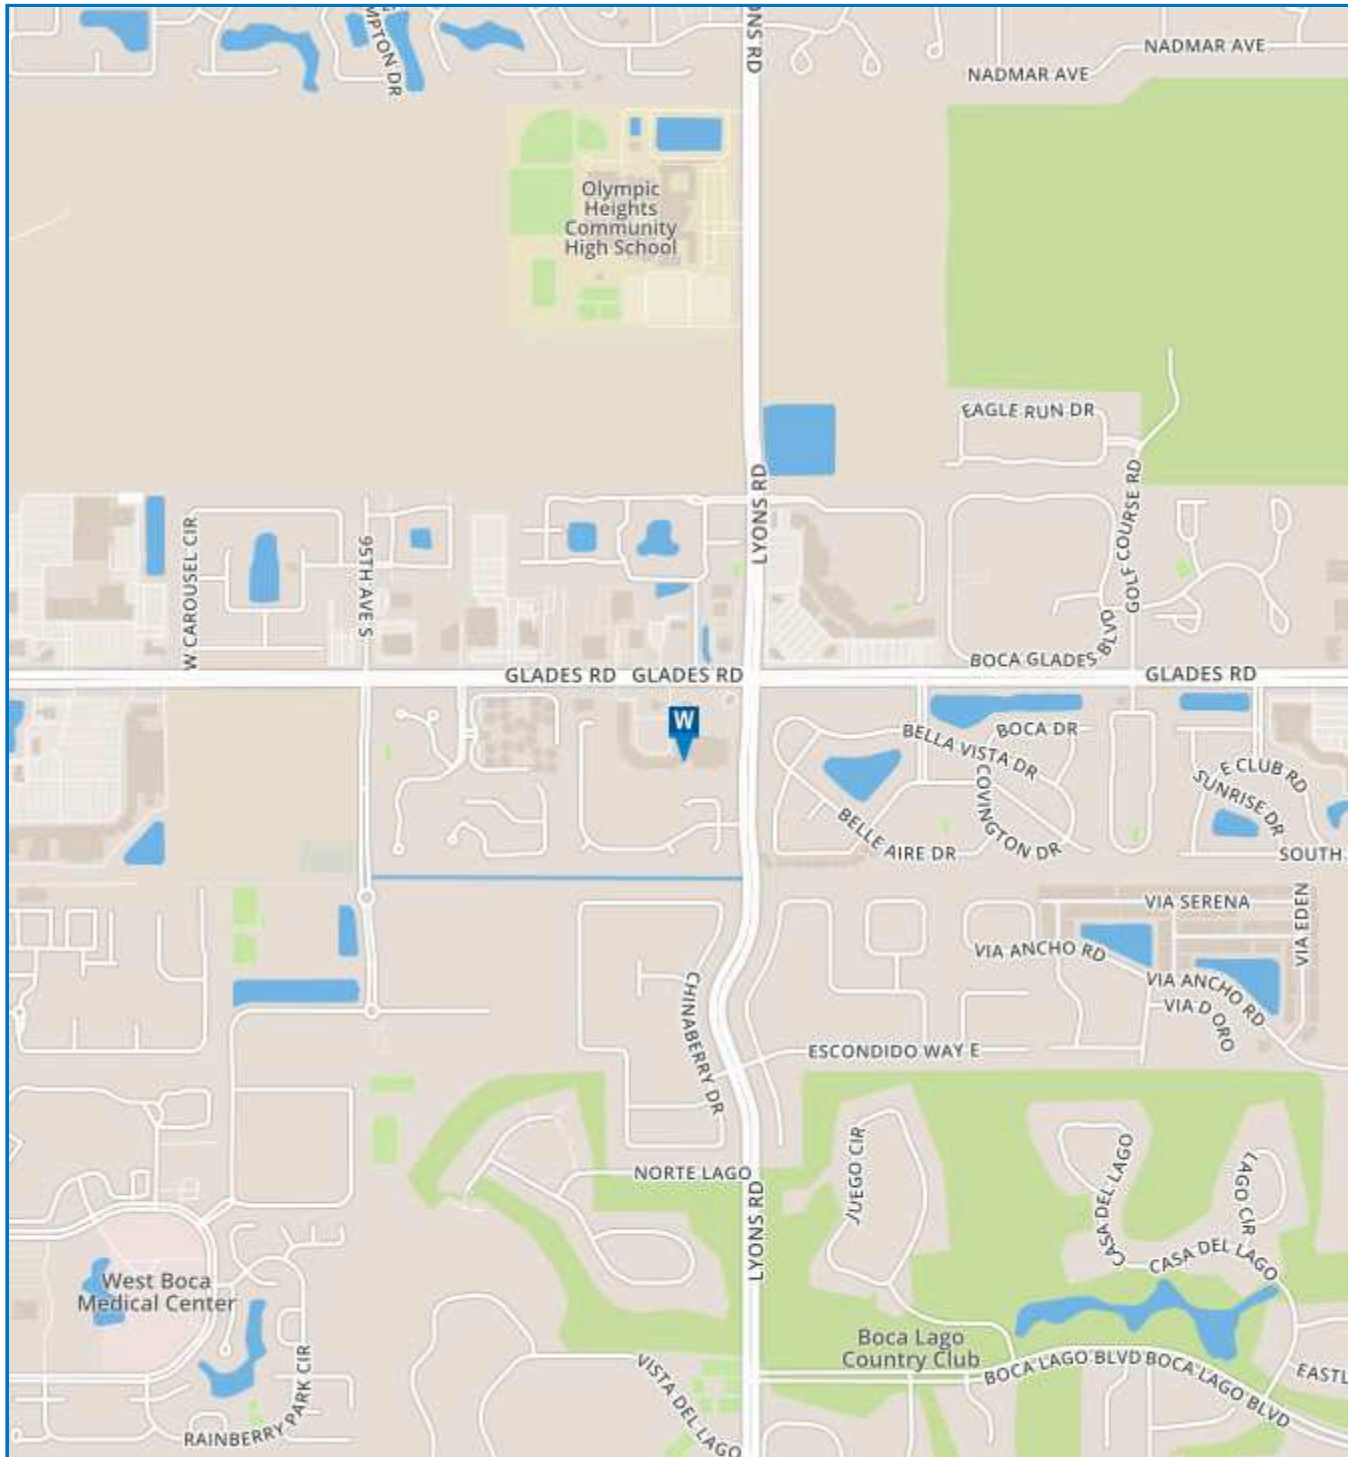 MPTON DR
ONS RD
NADMAR AVE
NADMAR AVE
Olympic
Heights
Community
High School
EAGLE RUN DR
LYONS RD
GOLF COURSE RD
W CAROUSEL CIR
95TH AVE S
BOCA GLADES BLVD
GLADES RD
GLADES RD
GLADES RD
W
BOCA DR
BELLA VISTA DR
COVINGTON DR
E CLUB RD
SUNRISE DR
BELLE AIRE DR
SOUTH
VIA SERENA
VIA EDEN
VIA ANCHO RD
VIA ANCHO RD
VIA D ORO
CHINABERRY DR
ESCONDIDO WAY E
NORTE LAGO
JUEGO CIR
CASA DEL LAGO
LAGO CIR
LYONS RD
CASA DEL LAGO
West Boca
Medical Center
Boca Lago
Country Club
BOCA LAGO BLVD
BOCA LAGO BLVD
EASTL
VISTA DEL LAGO
RAINBERRY PARK CIR